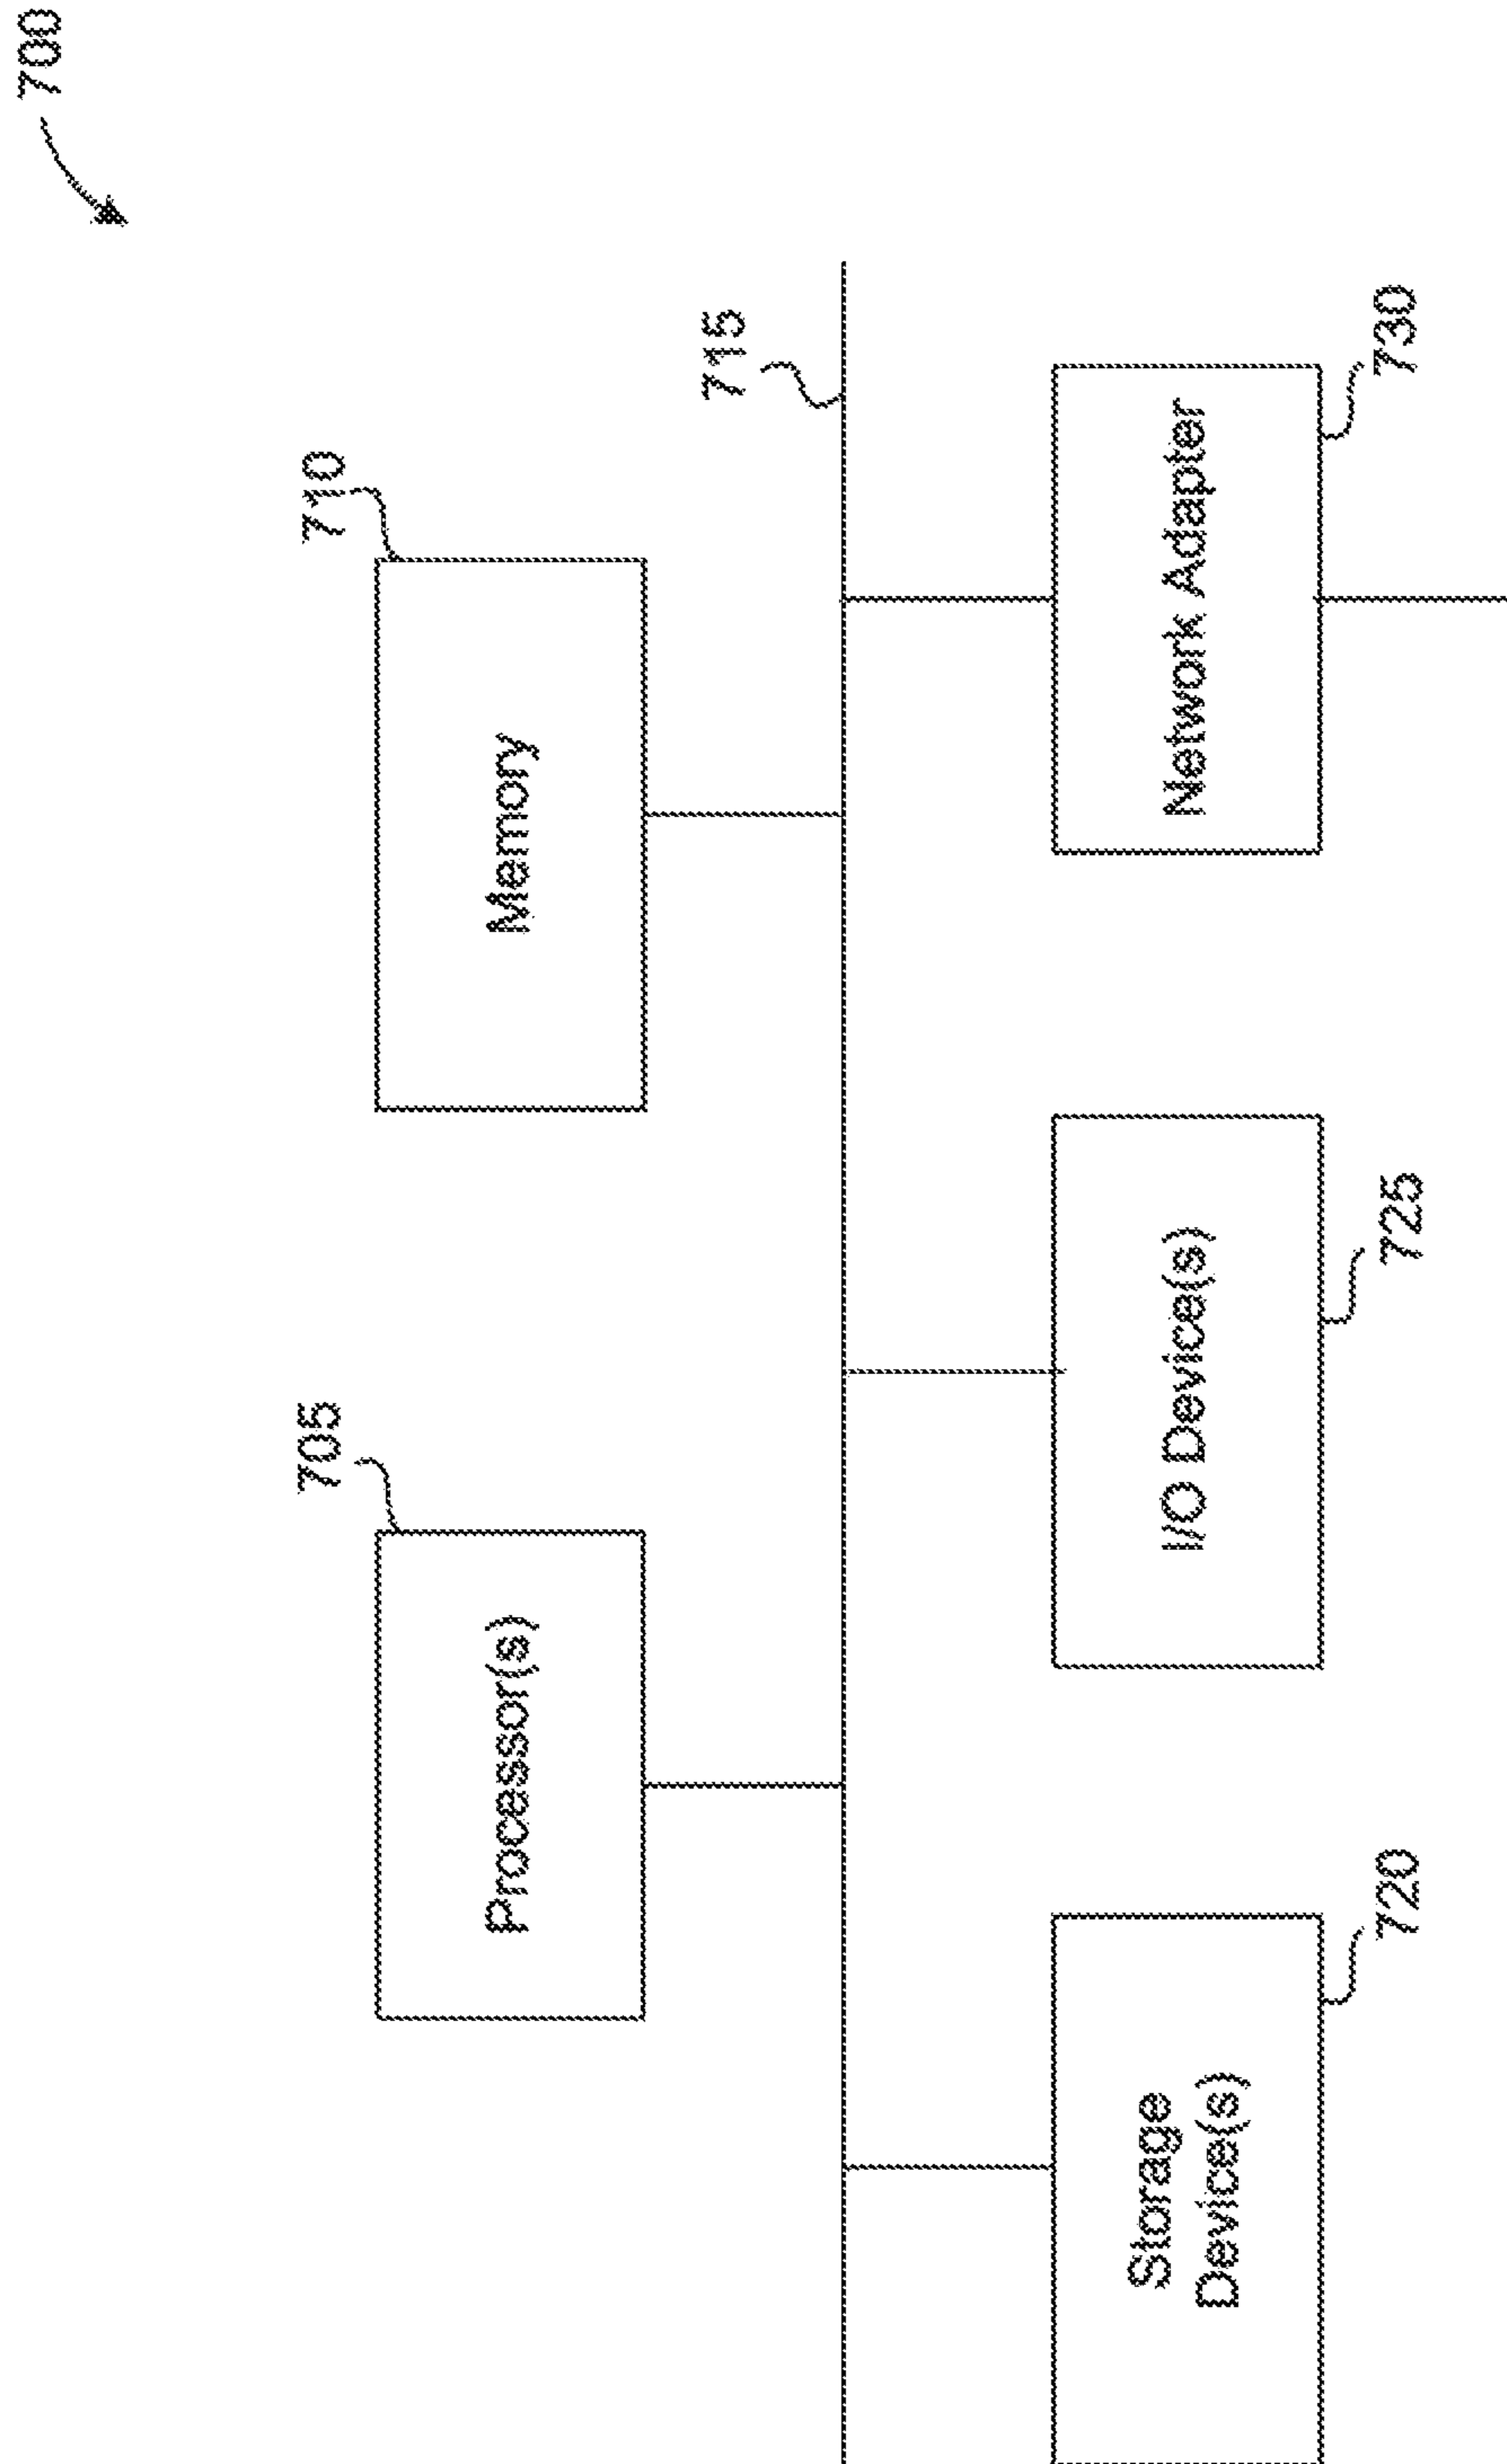 700
705
Processor(s)
710
Memory
715
Storage
Device(s)
720
I/O Device(s)
725
Network Adapter
730